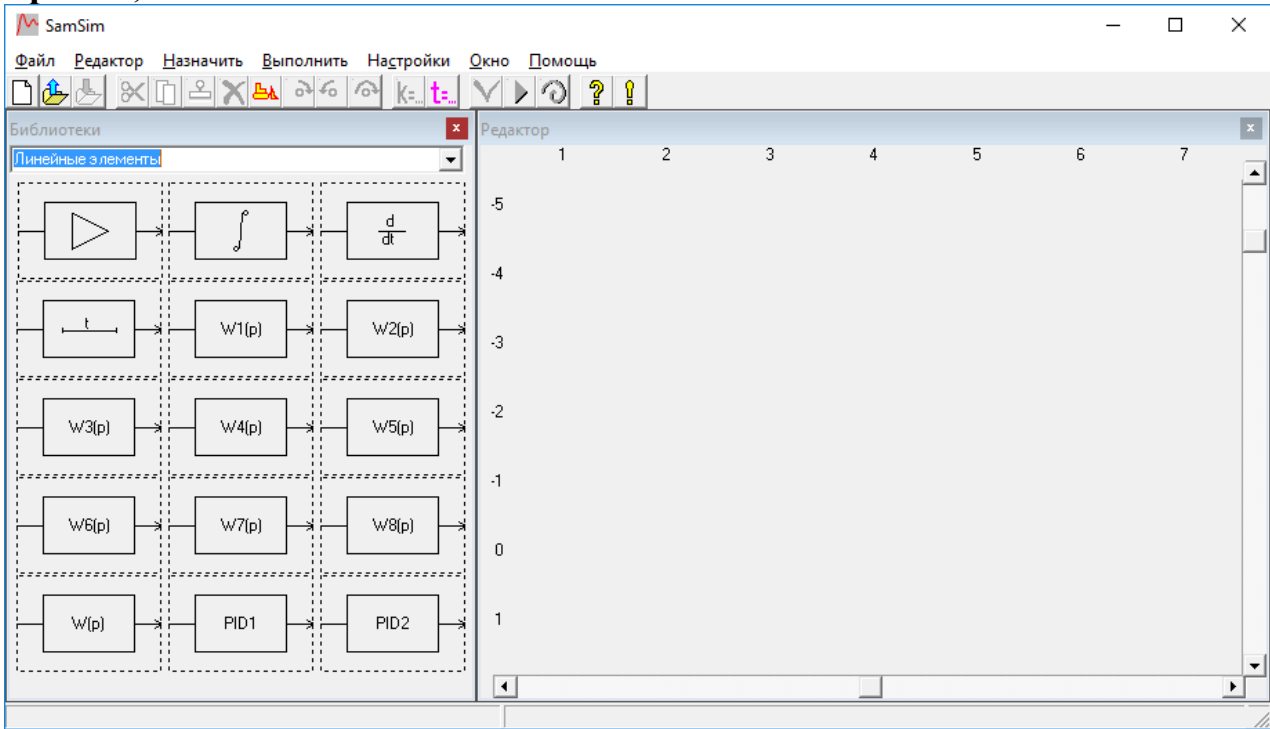 SamSim
Файл Редактор Назначить Выполнить Настройки Окно Помощь
k=... t=...
Библиотеки
Редактор
Линейные элементы
1 2 3 4 5 6 7
d
dt
t W1(p) W2(p)
W3(p) W4(p) W5(p)
W6(p) W7(p) W8(p)
W(p) PID1 PID2
-5
-4
-3
-2
-1
0
1